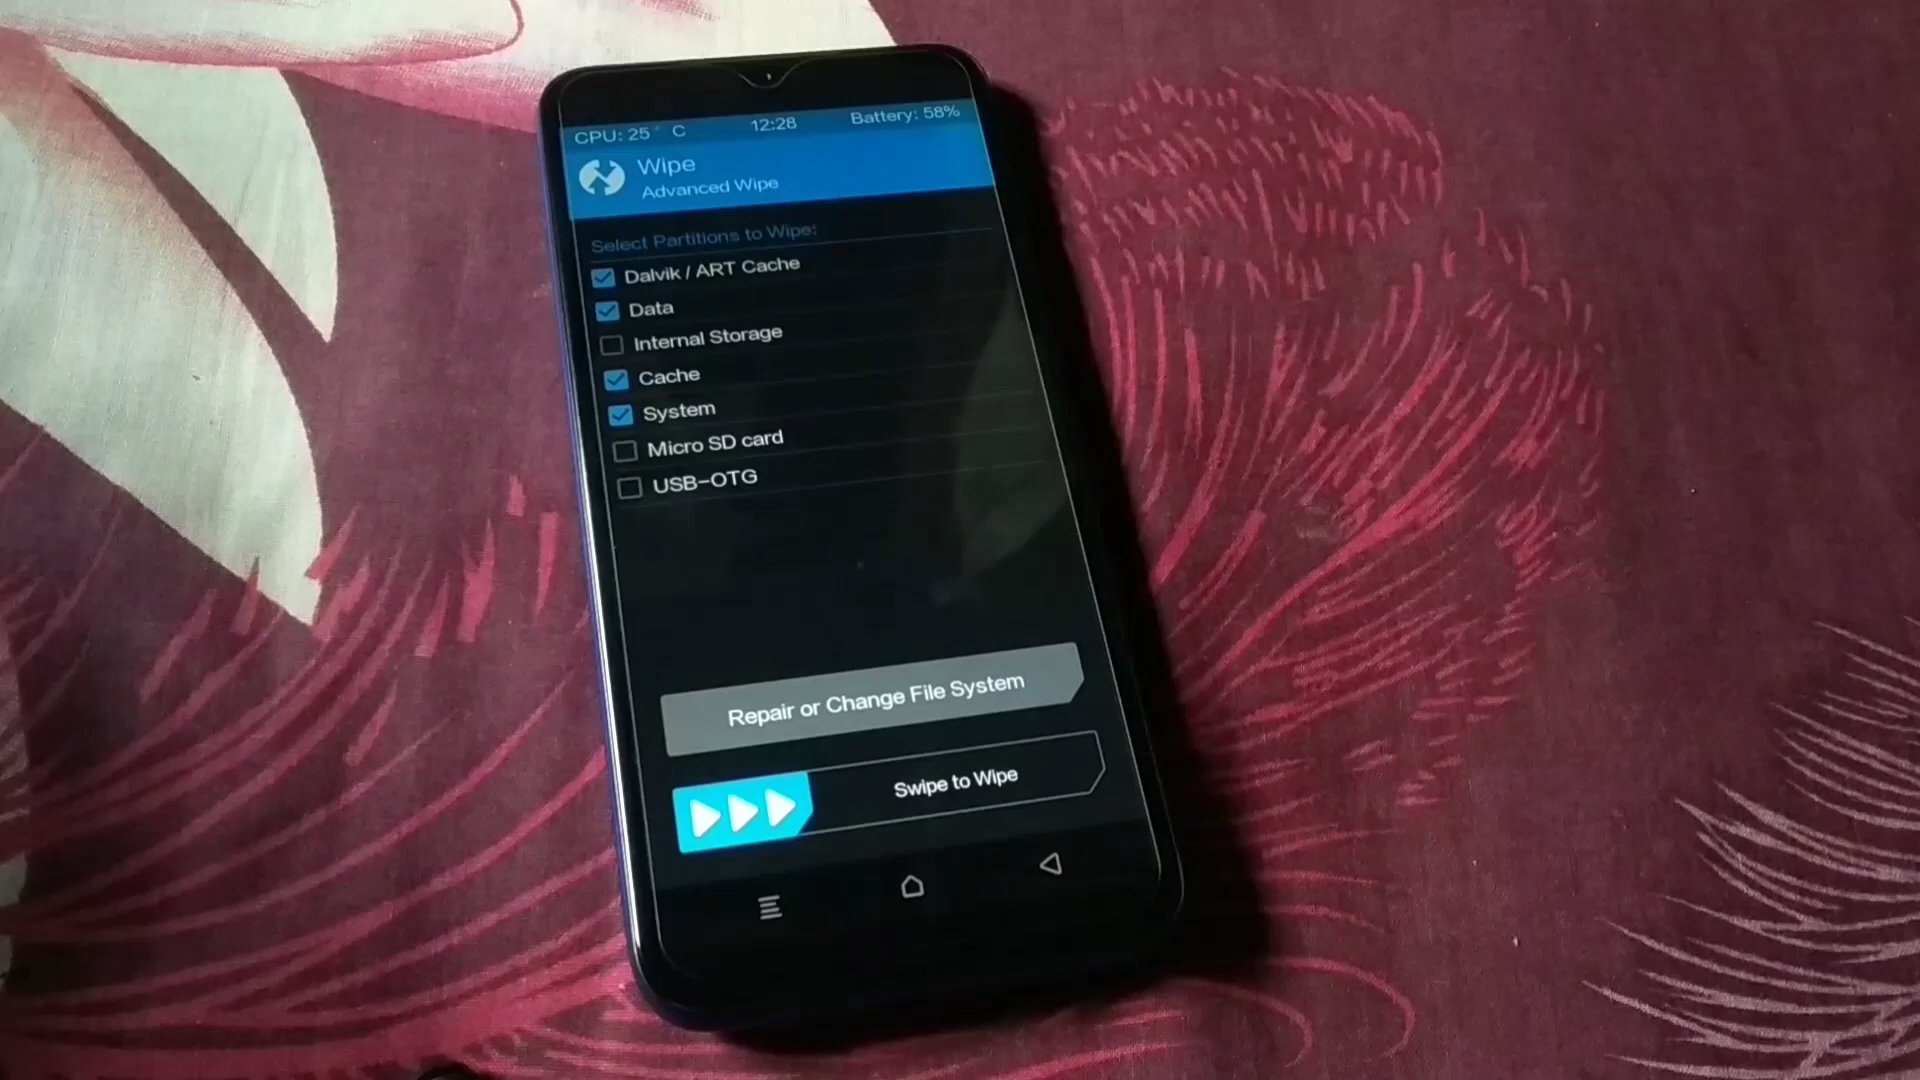 CPU: 25° C 12:28 Battery: 58%
Wipe
Advanced Wipe
Select Partitions to Wipe:
Dalvik / ART Cache
Data
Internal Storage
Cache
System
Micro SD card
USB-OTG
Repair or Change File System
Swipe to Wipe